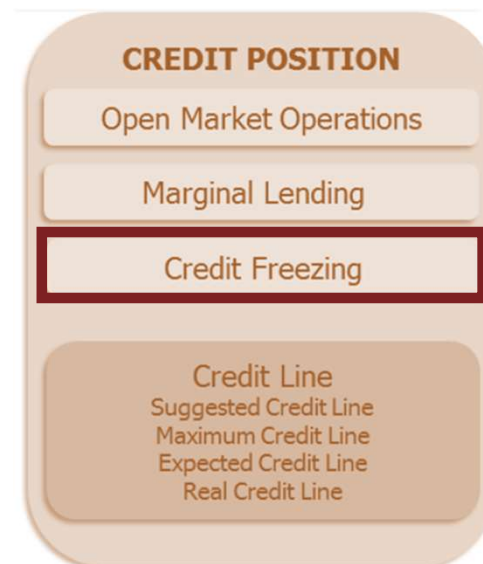 CREDIT POSITION
Open Market Operations
Marginal Lending
Credit Freezing
Credit Line
Suggested Credit Line
Maximum Credit Line
Expected Credit Line
Real Credit Line